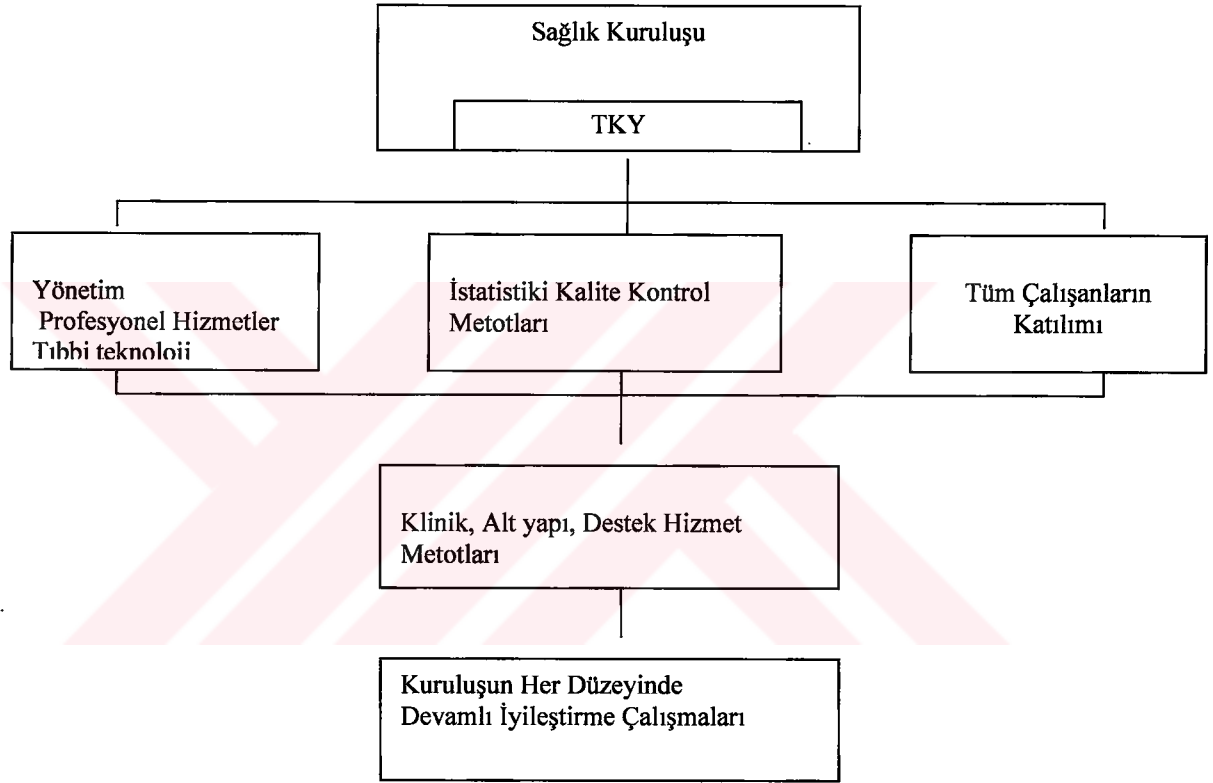 Sağlık Kuruluşu
TKY
Yönetim
Profesyonel Hizmetler
Tıbbi teknoloji
İstatistiki Kalite Kontrol
Metotları
Tüm Çalışanların
Katılımı
Klinik, Alt yapı, Destek Hizmet
Metotları
Kuruluşun Her Düzeyinde
Devamlı İyileştirme Çalışmaları